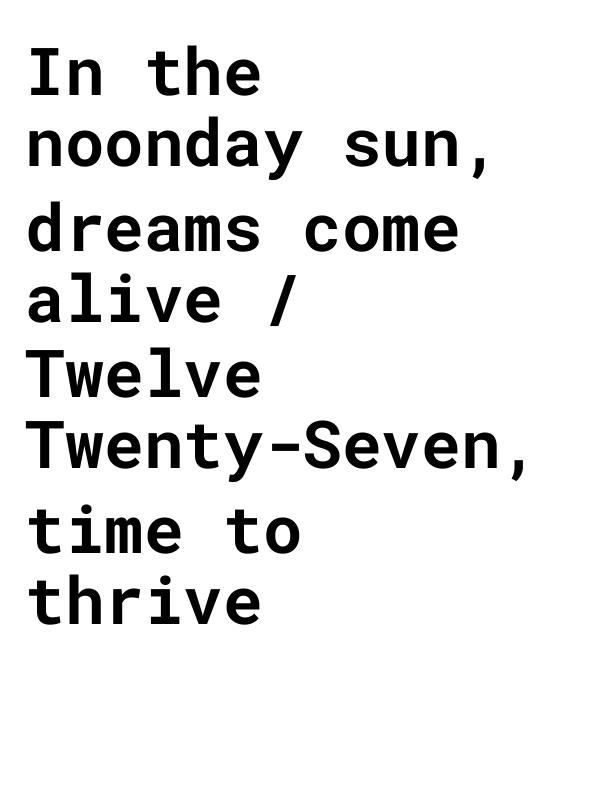 In the
noonday sun,
dreams come
alive /
Twelve
Twenty-Seven,
time to
thrive